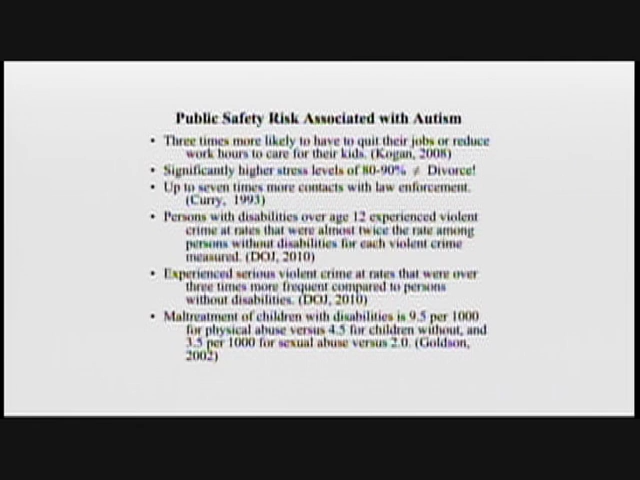 Public Safety Risk Associated with Autism
• Three times more likely to have to quit their jobs or reduce
work hours to care for their kids. (Kogan, 2008)
• Significantly higher stress levels of 80-90% ≠ Divorce!
• Up to seven times more contacts with law enforcement.
(Curry, 1993)
• Persons with disabilities over age 12 experienced violent
crime at rates that were almost twice the rate among
persons without disabilities for each violent crime
measured. (DOJ, 2010)
• Experienced serious violent crime at rates that were over
three times more frequent compared to persons
without disabilities. (DOJ, 2010)
• Maltreatment of children with disabilities is 9.5 per 1000
for physical abuse versus 4.5 for children without, and
3.5 per 1000 for sexual abuse versus 2.0. (Goldson,
2002)